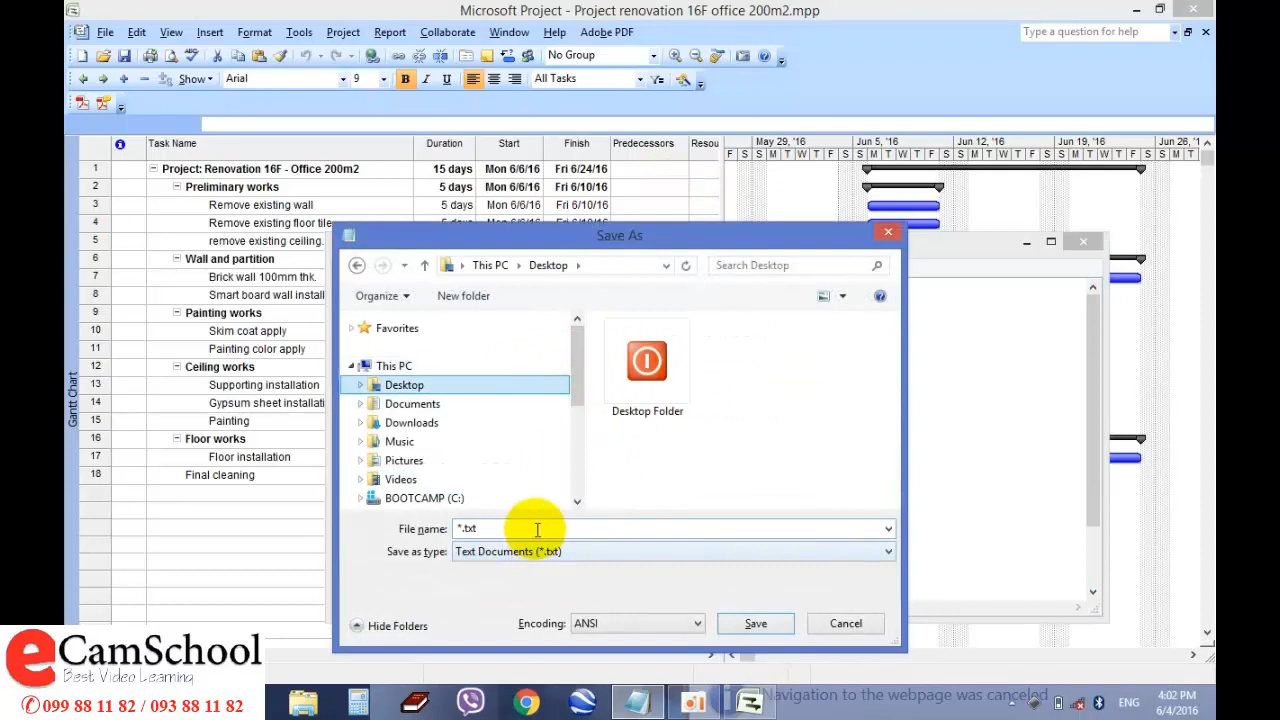 Microsoft Project - Project renovation 16F office 200m2.mpp
File Edit View Insert Format Tools Project Report Collaborate Window Help Adobe PDF Type a question for help
No Group
Show Arial 9 B I U All Tasks
Task Name Duration Start Finish Predecessors Resou May 29, '16 Jun 5, '16 Jun 12, '16 Jun 19, '16 Jun 26, '16
F S S M T W T F S S M T W T F S S M T W T F S S M T W T F S S M T
1 Project: Renovation 16F - Office 200m2 15 days Mon 6/6/16 Fri 6/24/16
2 Preliminary works 5 days Mon 6/6/16 Fri 6/10/16
3 Remove existing wall 5 days Mon 6/6/16 Fri 6/10/16
4 Remove existing floor tile 5 days Mon 6/6/16 Fri 6/10/16
5 remove existing ceiling.
6 Wall and partition
7 Brick wall 100mm thk.
8 Smart board wall install
9 Painting works
10 Skim coat apply
11 Painting color apply
12 Ceiling works
13 Supporting installation
14 Gypsum sheet installati
15 Painting
16 Floor works
17 Floor installation
18 Final cleaning
Gantt Chart
Save As
This PC Desktop Search Desktop
Organize New folder
Favorites
This PC
Desktop
Documents
Downloads
Music
Pictures
Videos
BOOTCAMP (C:)
Desktop Folder
File name: *.txt
Save as type: Text Documents (*.txt)
Hide Folders Encoding: ANSI Save Cancel
eCamSchool
Best Video Learning
099 88 11 82 / 093 88 11 82
Navigation to the webpage was canceled
ENG 4:02 PM
6/4/2016